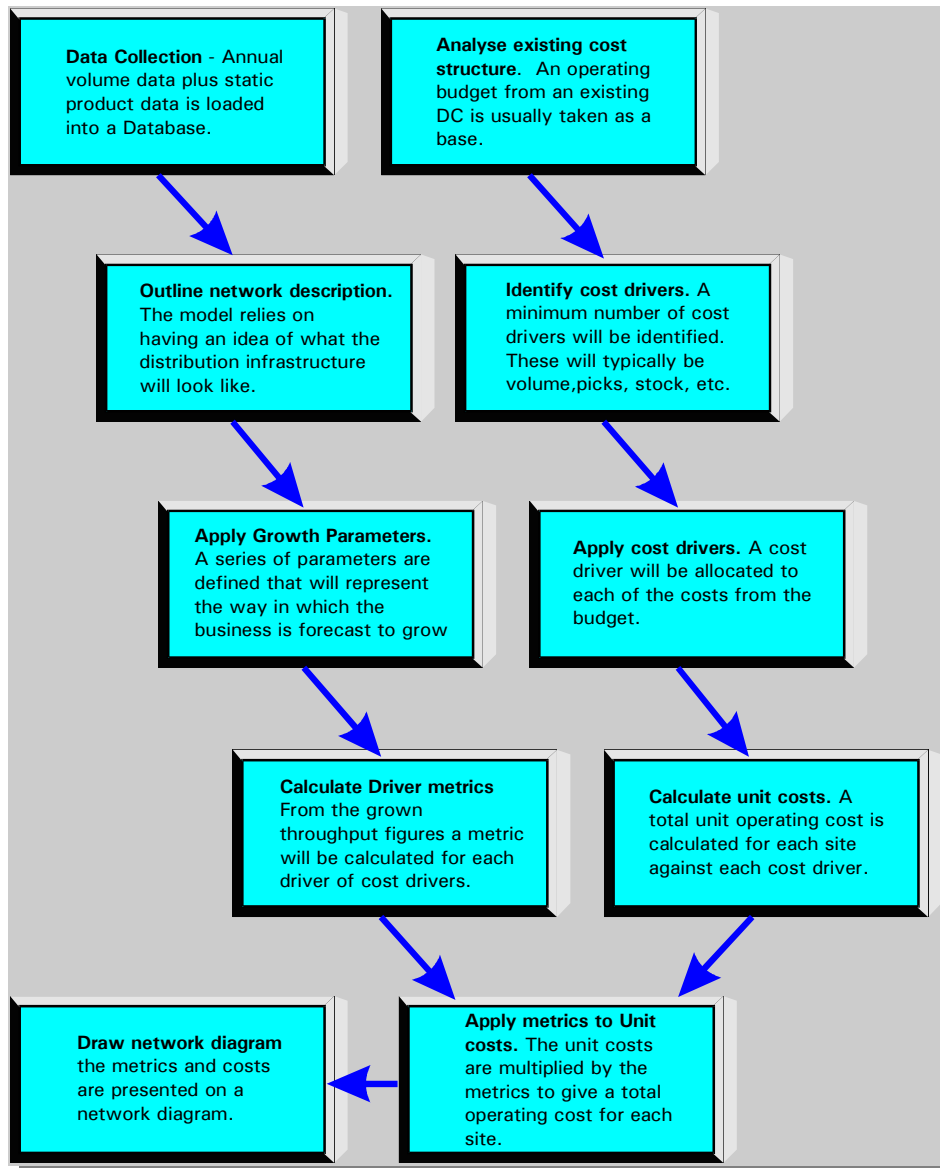 Data Collection - Annual
volume data plus static
product data is loaded
into a Database.
Analyse existing cost
structure.  An operating
budget from an existing
DC is usually taken as a
base.
Outline network description.
The model relies on
having an idea of what the
distribution infrastructure
will look like.
Identify cost drivers. A
minimum number of cost
drivers will be identified.
These will typically be
volume,picks, stock, etc.
Apply Growth Parameters.
A series of parameters are
defined that will represent
the way in which the
business is forecast to grow
Apply cost drivers. A cost
driver will be allocated to
each of the costs from the
budget.
Calculate Driver metrics
From the grown
throughput figures a metric
will be calculated for each
driver of cost drivers.
Calculate unit costs. A
total unit operating cost is
calculated for each site
against each cost driver.
Draw network diagram
the metrics and costs
are presented on a
network diagram.
Apply metrics to Unit
costs. The unit costs
are multiplied by the
metrics to give a total
operating cost for each
site.